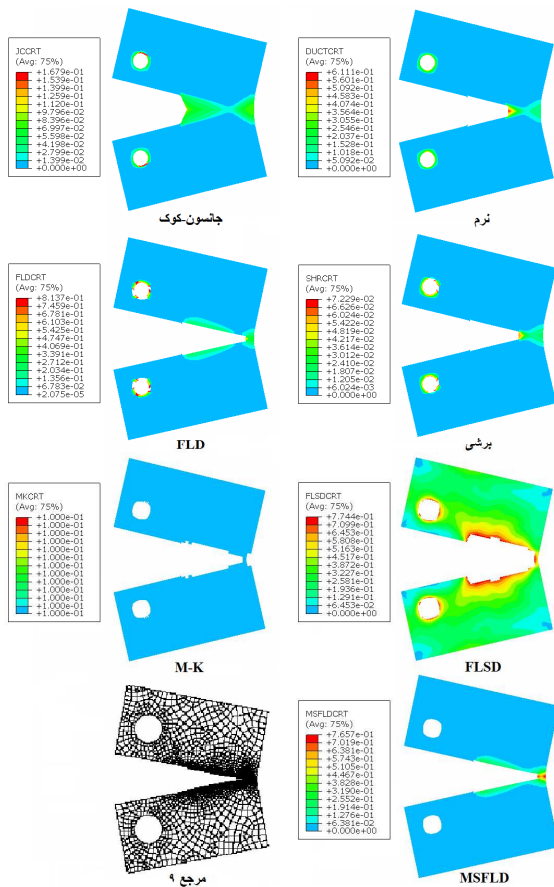 JCCRT
(Avg: 75%)
+1.679e-01
+1.539e-01
+1.399e-01
+1.259e-01
+1.120e-01
+9.796e-02
+8.396e-02
+6.997e-02
+5.598e-02
+4.198e-02
+2.799e-02
+1.399e-02
+0.000e+00
جانسون-کوک
DUCTCRT
(Avg: 75%)
+6.111e-01
+5.601e-01
+5.092e-01
+4.583e-01
+4.074e-01
+3.564e-01
+3.055e-01
+2.546e-01
+2.037e-01
+1.528e-01
+1.018e-01
+5.092e-02
+0.000e+00
نرم
FLDCRT
(Avg: 75%)
+8.137e-01
+7.459e-01
+6.781e-01
+6.103e-01
+5.425e-01
+4.747e-01
+4.069e-01
+3.391e-01
+2.712e-01
+2.034e-01
+1.356e-01
+6.783e-02
+2.075e-05
FLD
SHRCRT
(Avg: 75%)
+7.229e-02
+6.626e-02
+6.024e-02
+5.422e-02
+4.819e-02
+4.217e-02
+3.614e-02
+3.012e-02
+2.410e-02
+1.807e-02
+1.205e-02
+6.024e-03
+0.000e+00
برشی
MKCRT
(Avg: 75%)
+1.000e-01
+1.000e-01
+1.000e-01
+1.000e-01
+1.000e-01
+1.000e-01
+1.000e-01
+1.000e-01
+1.000e-01
+1.000e-01
+1.000e-01
+1.000e-01
+1.000e-01
M-K
FLSDCRT
(Avg: 75%)
+7.744e-01
+7.099e-01
+6.453e-01
+5.808e-01
+5.163e-01
+4.517e-01
+3.872e-01
+3.227e-01
+2.581e-01
+1.936e-01
+1.291e-01
+6.453e-02
+0.000e+00
FLSD
مرجع ۹
MSFLDCRT
(Avg: 75%)
+7.657e-01
+7.019e-01
+6.381e-01
+5.743e-01
+5.105e-01
+4.467e-01
+3.828e-01
+3.190e-01
+2.552e-01
+1.914e-01
+1.276e-01
+6.381e-02
+0.000e+00
MSFLD